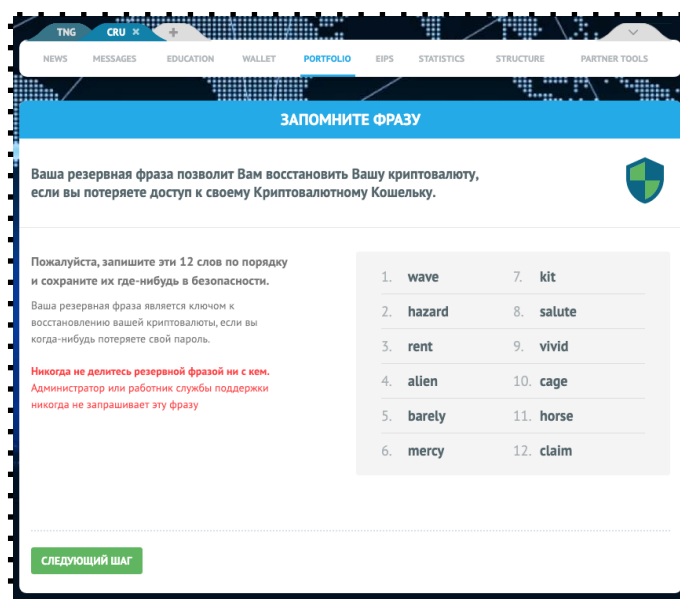 TNG CRU × +
NEWS MESSAGES EDUCATION WALLET PORTFOLIO EIPS STATISTICS STRUCTURE PARTNER TOOLS
ЗАПОМНИТЕ ФРАЗУ
Ваша резервная фраза позволит Вам восстановить Вашу криптовалюту,
если вы потеряете доступ к своему Криптовалютному Кошельку.
Пожалуйста, запишите эти 12 слов по порядку
и сохраните их где-нибудь в безопасности.
Ваша резервная фраза является ключом к
восстановлению вашей криптовалюты, если вы
когда-нибудь потеряете свой пароль.
Никогда не делитесь резервной фразой ни с кем.
Администратор или работник службы поддержки
никогда не запрашивает эту фразу
1. wave
2. hazard
3. rent
4. alien
5. barely
6. mercy
7. kit
8. salute
9. vivid
10. cage
11. horse
12. claim
СЛЕДУЮЩИЙ ШАГ